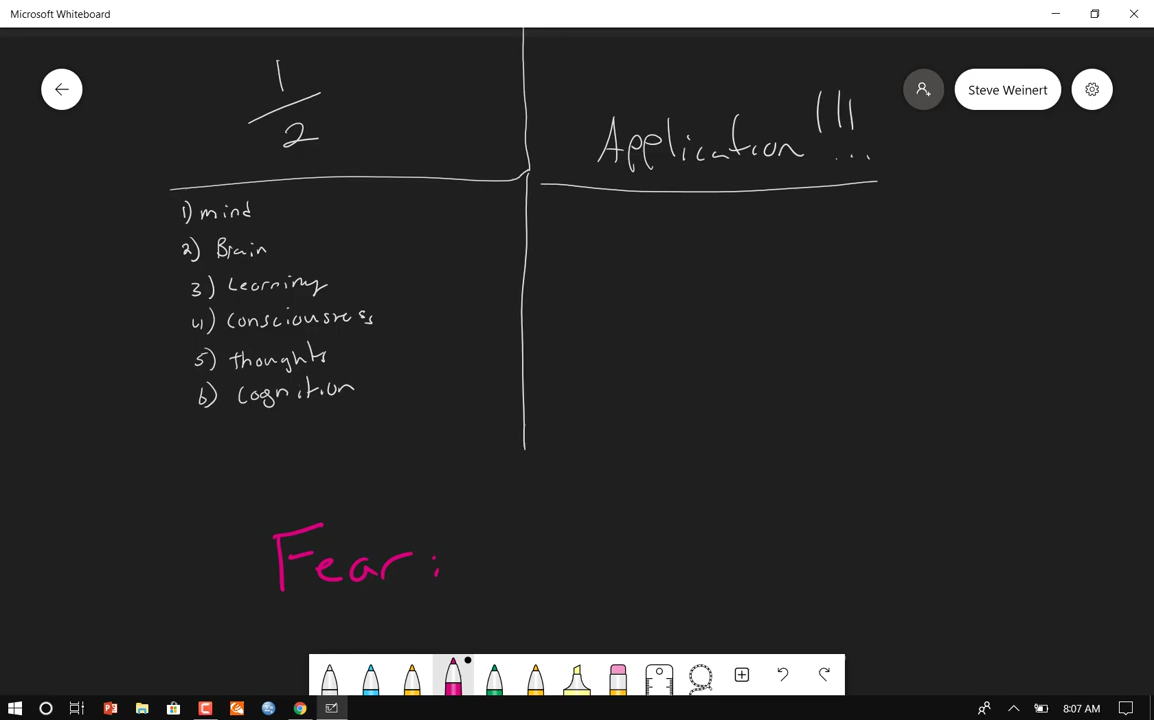 Microsoft Whiteboard
Steve Weinert
1
2
Application !!!
...
1) mind
2) Brain
3) Learning
4) consciousness
5) thoughts
6) cognition
Fear :
8:07 AM